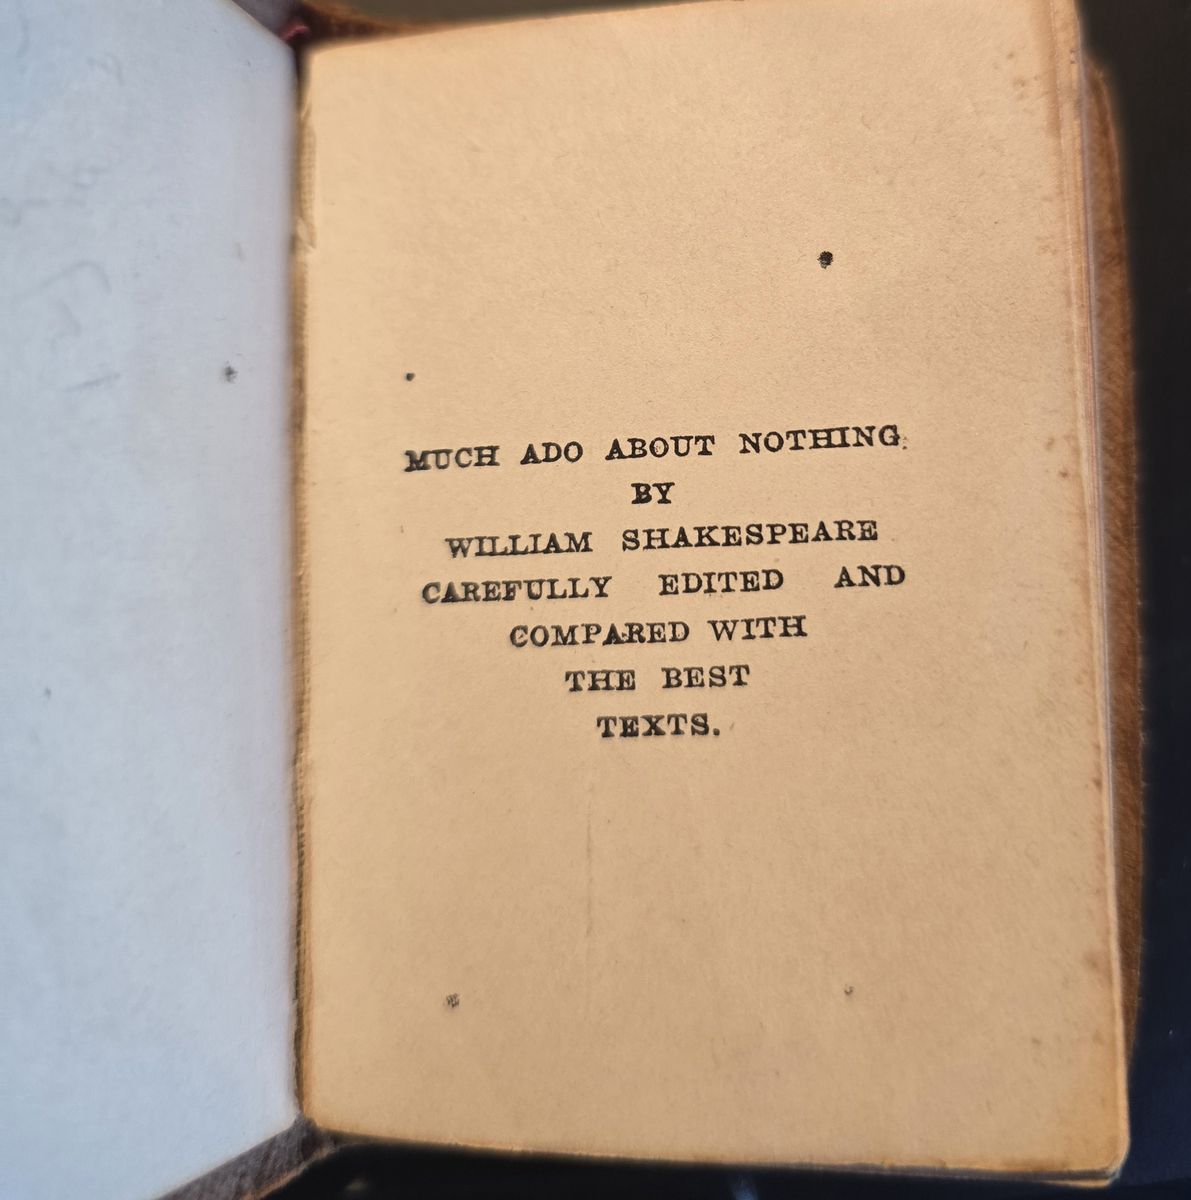 MUCH ADO ABOUT NOTHING.
BY
WILLIAM SHAKESPEARE
CAREFULLY EDITED AND
COMPARED WITH
THE BEST
TEXTS.